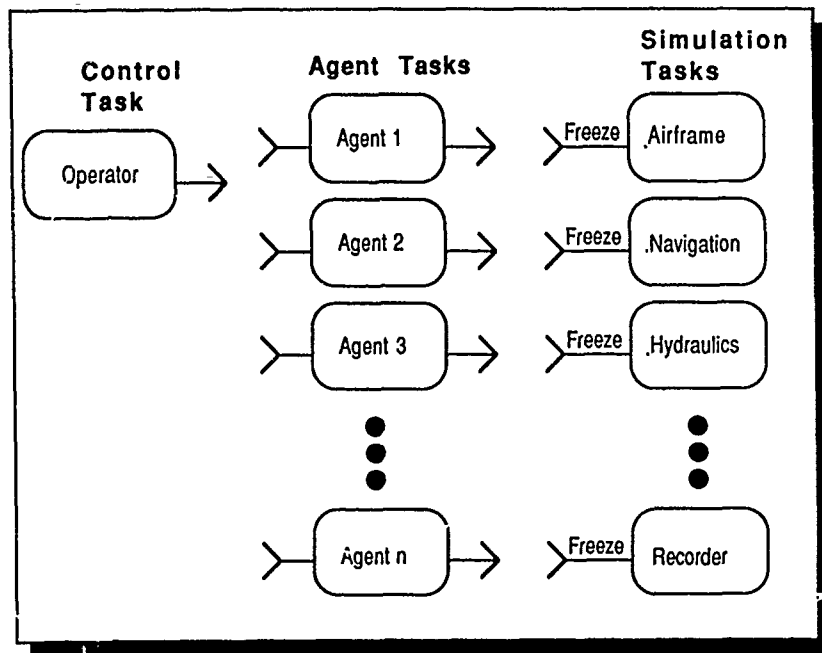 Control
Task
Agent Tasks
Simulation
Tasks
Operator
Agent 1
Freeze
.Airframe
Agent 2
Freeze
.Navigation
Agent 3
Freeze
.Hydraulics
Agent n
Freeze
Recorder